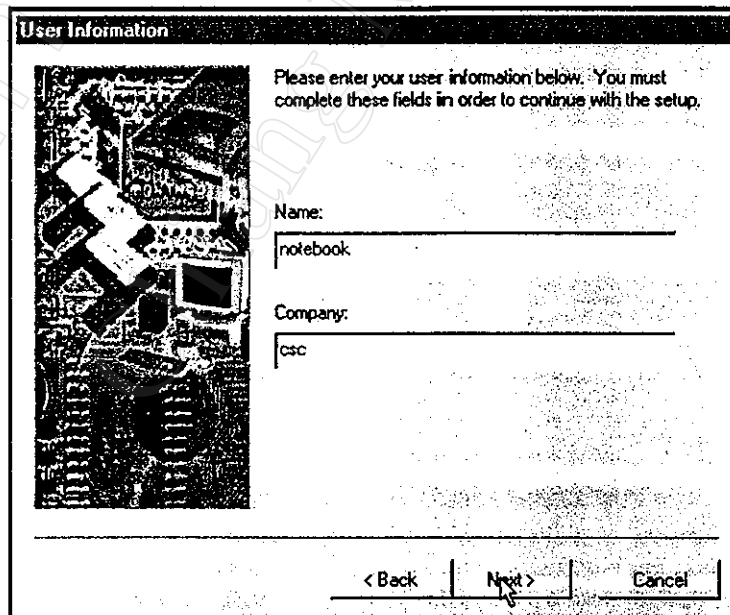 User Information
Please enter your user information below. You must
complete these fields in order to continue with the setup.
Name:
notebook
Company:
csc
< Back
Next >
Cancel